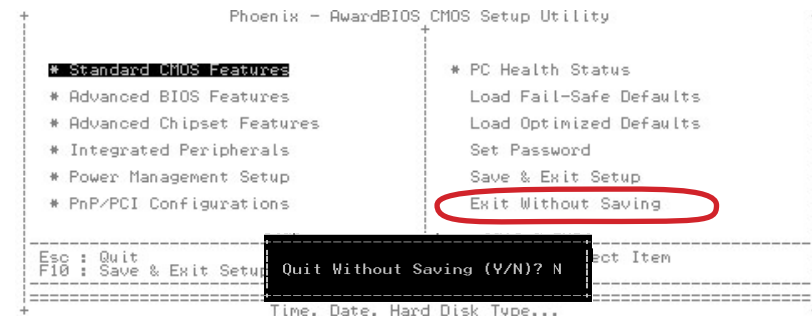 Phoenix - AwardBIOS CMOS Setup Utility
* Standard CMOS Features
* Advanced BIOS Features
* Advanced Chipset Features
* Integrated Peripherals
* Power Management Setup
* PnP/PCI Configurations
* PC Health Status
Load Fail-Safe Defaults
Load Optimized Defaults
Set Password
Save & Exit Setup
Exit Without Saving
Esc : Quit
F10 : Save & Exit Setup
Item
Quit Without Saving (Y/N)? N
Time, Date, Hard Disk Type...